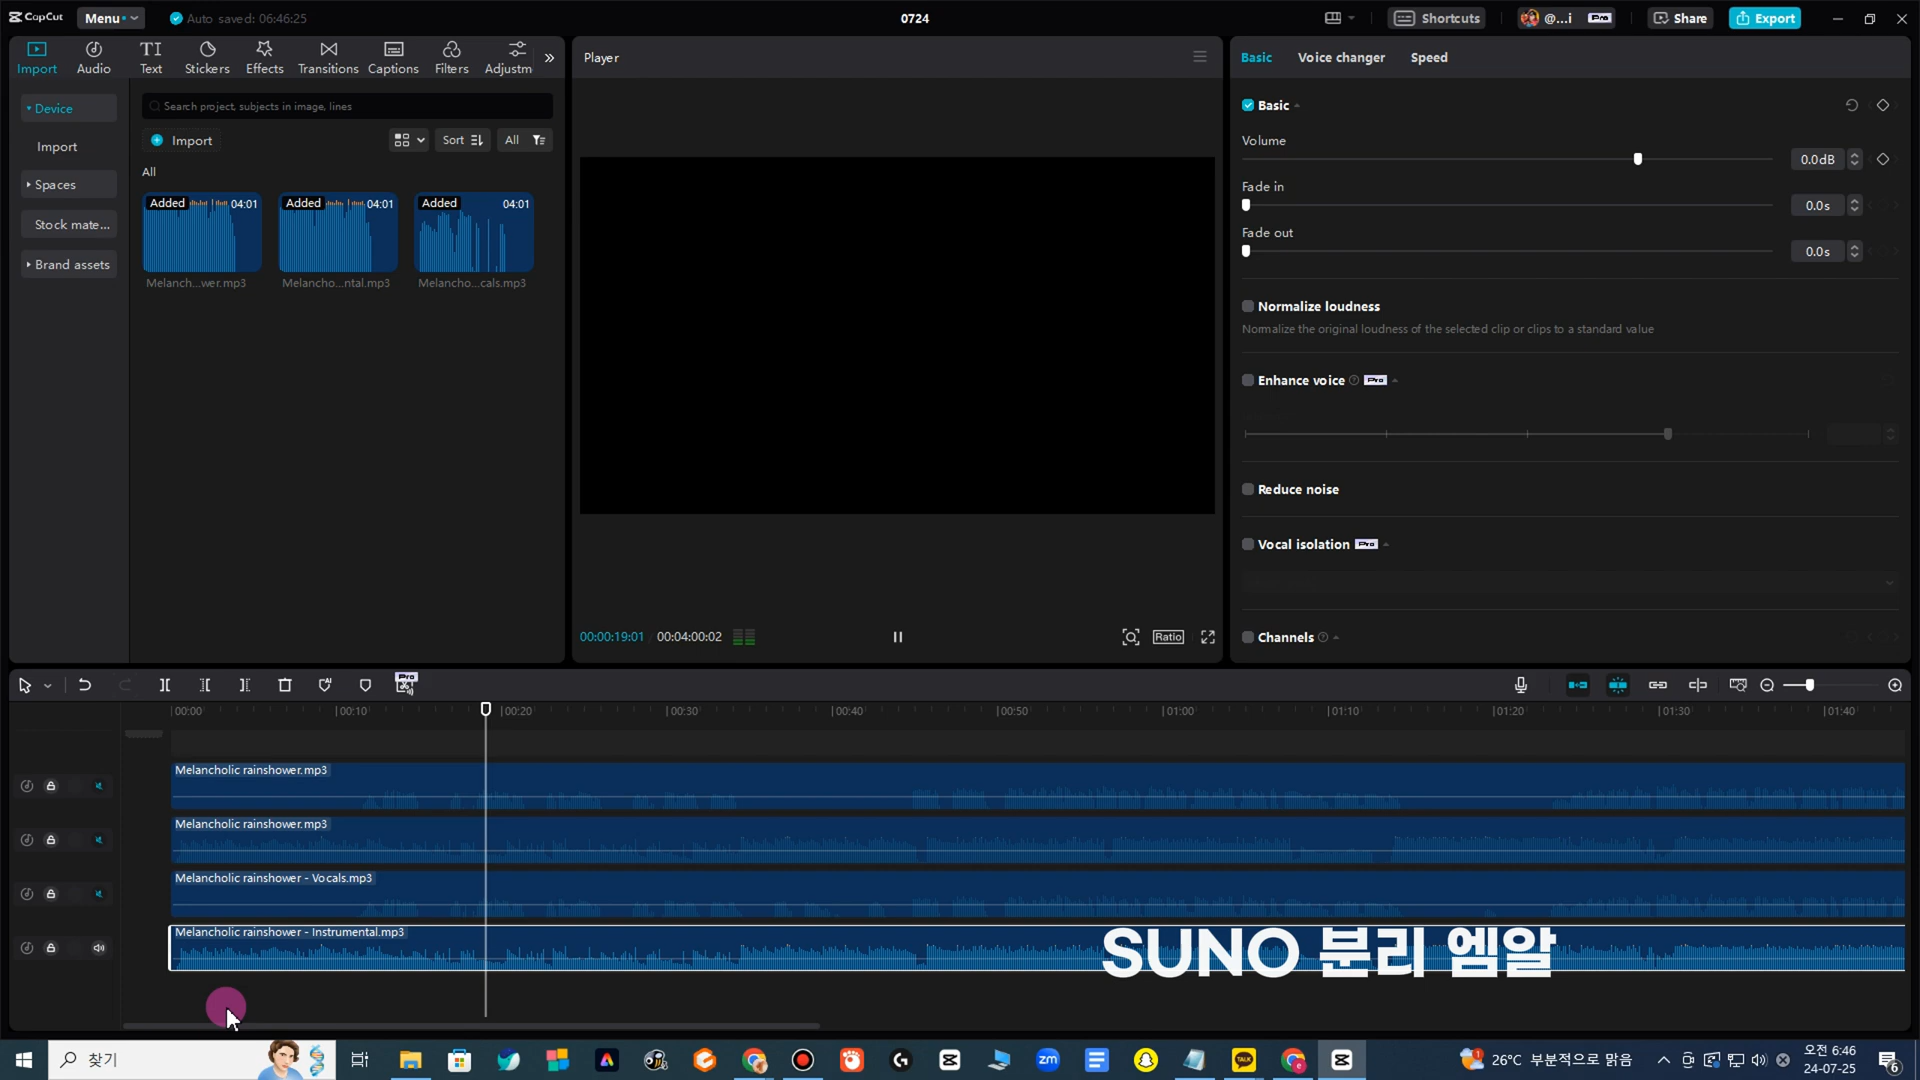 CapCut
Menu
Auto saved: 06:46:25
0724
Shortcuts
@...i
Pro
Share
Export
Import
Audio
Text
Stickers
Effects
Transitions
Captions
Filters
Adjustm
Player
Basic
Voice changer
Speed
Device
Import
Spaces
Stock mate...
Brand assets
Search project, subjects in image, lines
Import
Sort
All
All
Added
04:01
Added
04:01
Added
04:01
Melanch...wer.mp3
Melancho...ntal.mp3
Melancho...cals.mp3
Basic
Volume
0.0dB
Fade in
0.0s
Fade out
0.0s
Normalize loudness
Normalize the original loudness of the selected clip or clips to a standard value
Enhance voice
Pro
Reduce noise
Vocal isolation
Pro
Channels
00:00:19:01
00:04:00:02
Ratio
Pro
00:00
00:10
00:20
00:30
00:40
00:50
01:00
01:10
01:20
01:30
01:40
Melancholic rainshower.mp3
Melancholic rainshower.mp3
Melancholic rainshower - Vocals.mp3
Melancholic rainshower - Instrumental.mp3
SUNO 분리 엠알
찾기
zm
TALK
26°C 부분적으로 맑음
오전 6:46
24-07-25
6